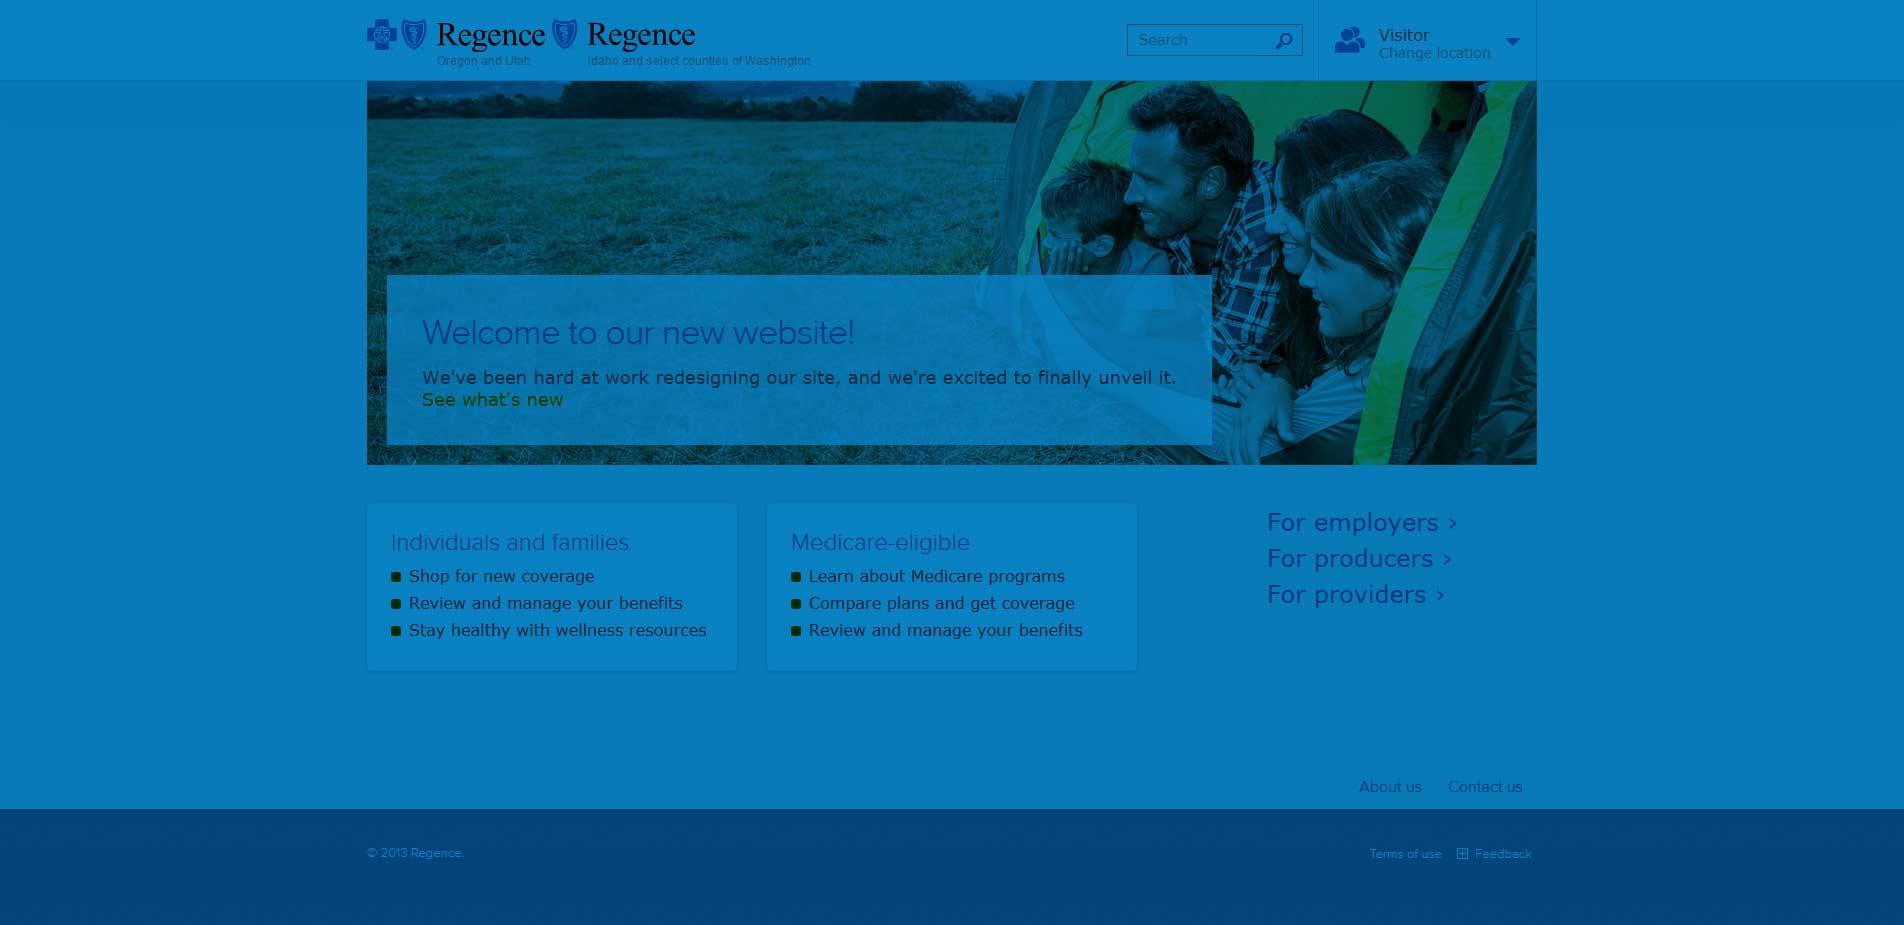 Regence
Oregon and Utah
Regence
Idaho and select counties of Washington
Search
Visitor
Change location
Welcome to our new website!
We've been hard at work redesigning our site, and we're excited to finally unveil it.
See what's new
Individuals and families
Shop for new coverage
Review and manage your benefits
Stay healthy with wellness resources
Medicare-eligible
Learn about Medicare programs
Compare plans and get coverage
Review and manage your benefits
For employers ›
For producers ›
For providers ›
About us
Contact us
© 2013 Regence.
Terms of use
Feedback